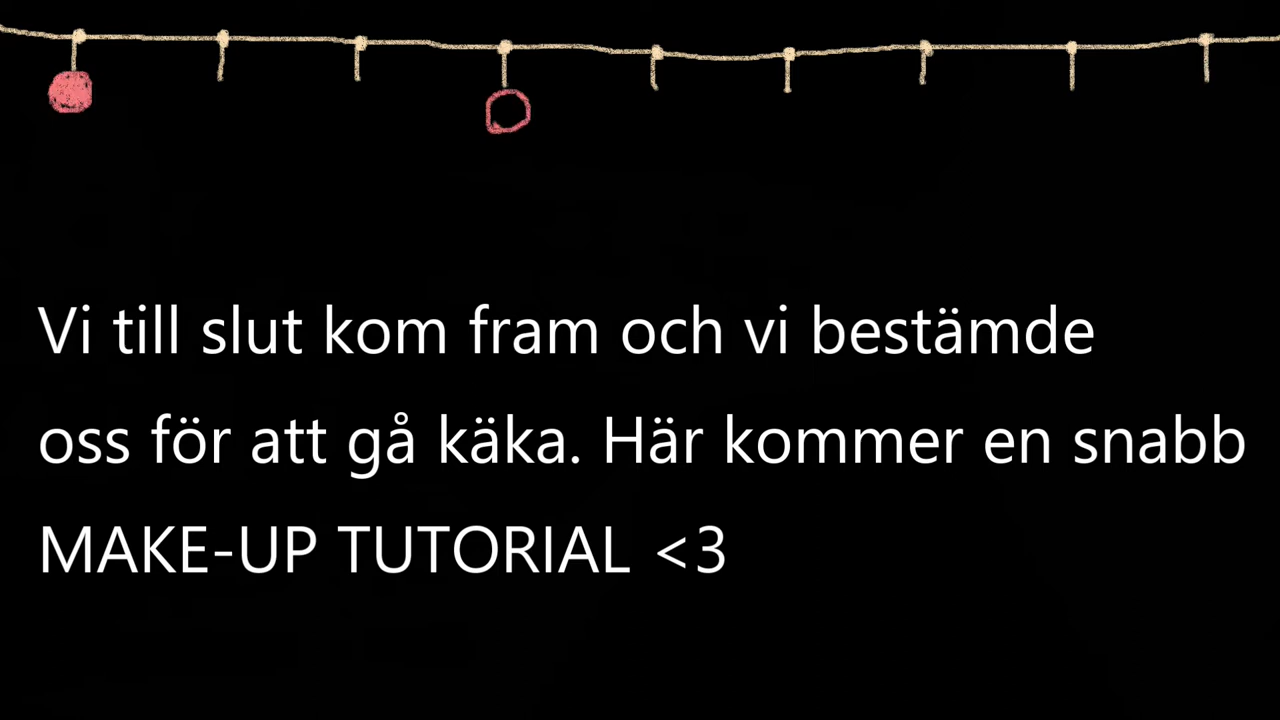 Vi till slut kom fram och vi bestämde
oss för att gå käka. Här kommer en snabb
MAKE-UP TUTORIAL <3